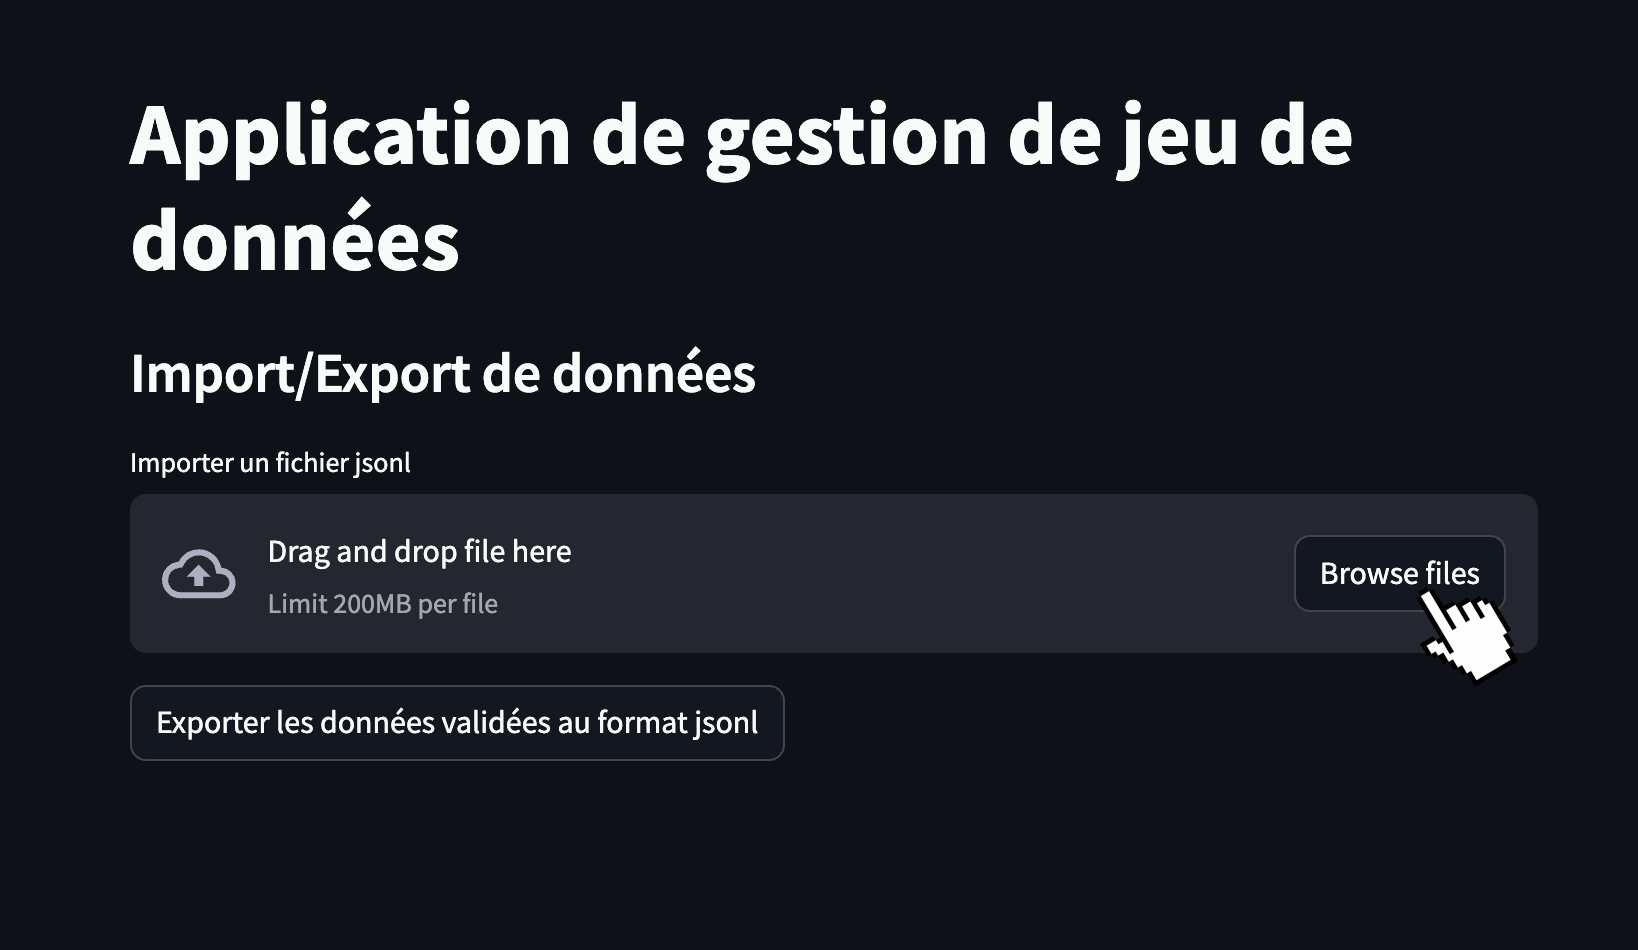 Application de gestion de jeu de
données
Import/Export de données
Importer un fichier jsonl
Drag and drop file here
Limit 200MB per file
Browse files
Exporter les données validées au format jsonl